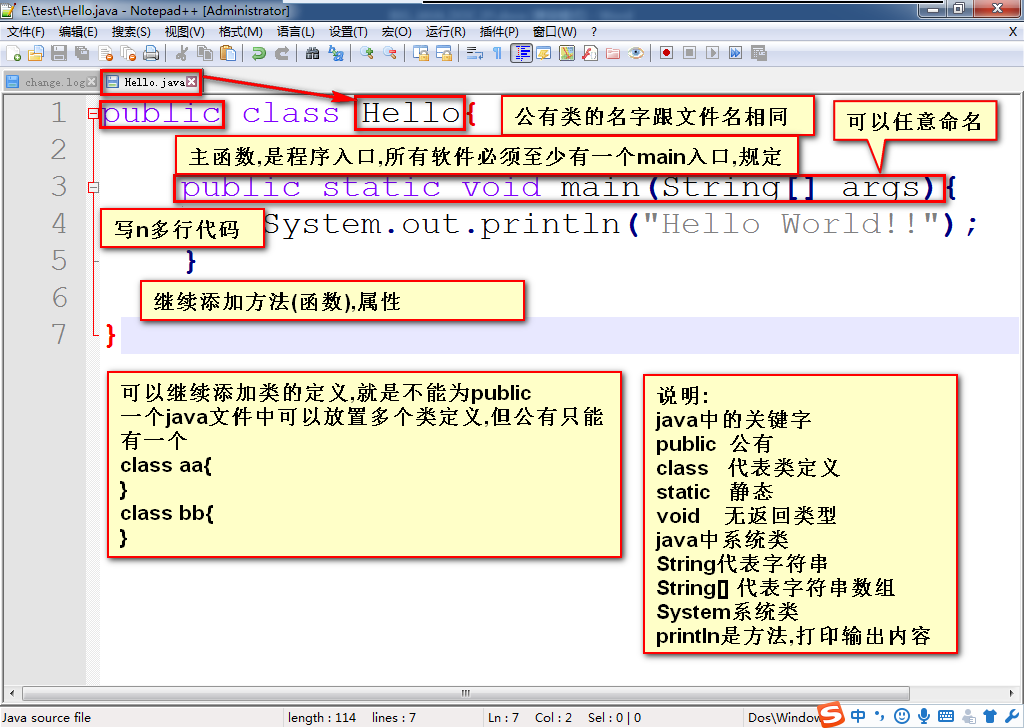 E:\test\Hello.java - Notepad++ [Administrator]
文件(F) 编辑(E) 搜索(S) 视图(V) 格式(M) 语言(L) 设置(T) 宏(O) 运行(R) 插件(P) 窗口(W) ? X
change.log Hello.java
1 public class Hello{ 公有类的名字跟文件名相同 可以任意命名
2 主函数,是程序入口,所有软件必须至少有一个main入口,规定
3 public static void main(String[] args){
4 写n多行代码 System.out.println("Hello World!!");
5 }
6 继续添加方法(函数),属性
7 }
可以继续添加类的定义,就是不能为public
一个java文件中可以放置多个类定义,但公有只能
有一个
class aa{
}
class bb{
}
说明:
java中的关键字
public 公有
class 代表类定义
static 静态
void 无返回类型
java中系统类
String代表字符串
String[] 代表字符串数组
System系统类
println是方法,打印输出内容
Java source file length : 114 lines : 7 Ln : 7 Col : 2 Sel : 0 | 0 Dos\Window 中